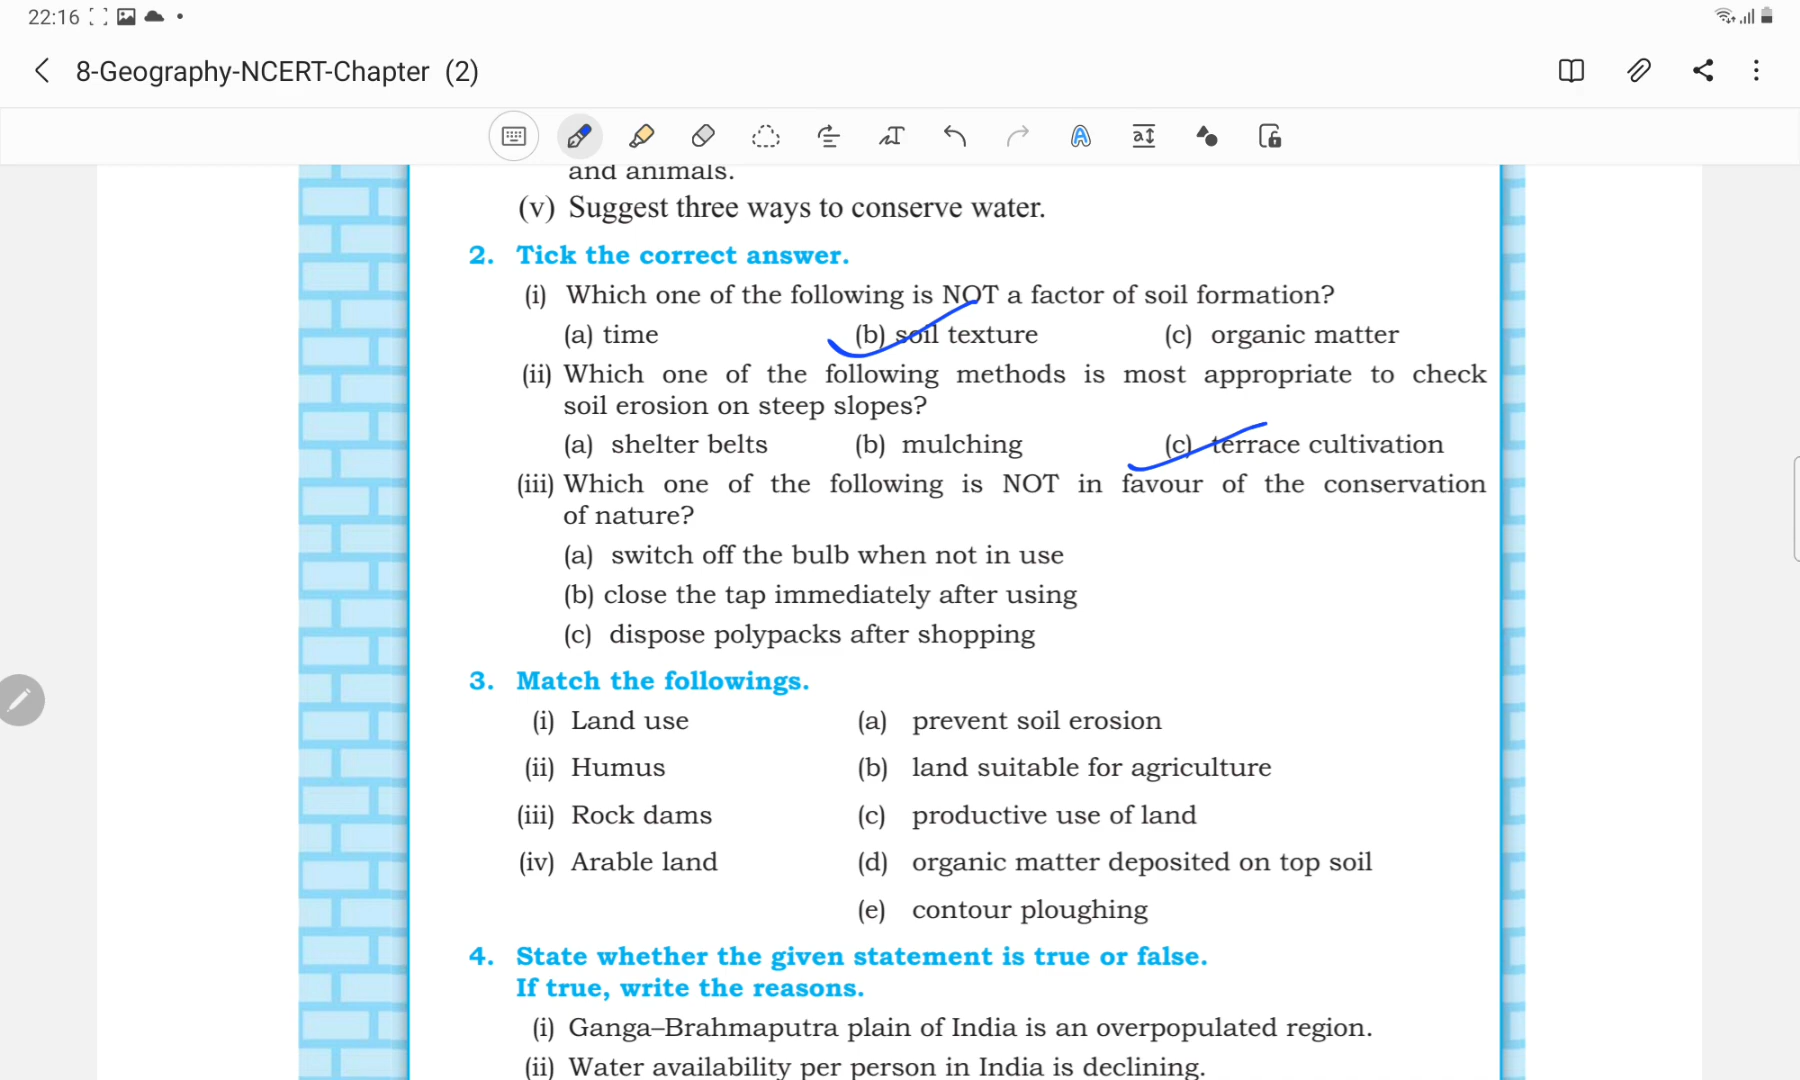 22:16
8-Geography-NCERT-Chapter (2)
and animals.
(v) Suggest three ways to conserve water.
2. Tick the correct answer.
(i) Which one of the following is NOT a factor of soil formation?
(a) time (b) soil texture (c) organic matter
(ii) Which one of the following methods is most appropriate to check
soil erosion on steep slopes?
(a) shelter belts (b) mulching (c) terrace cultivation
(iii) Which one of the following is NOT in favour of the conservation
of nature?
(a) switch off the bulb when not in use
(b) close the tap immediately after using
(c) dispose polypacks after shopping
3. Match the followings.
(i) Land use (a) prevent soil erosion
(ii) Humus (b) land suitable for agriculture
(iii) Rock dams (c) productive use of land
(iv) Arable land (d) organic matter deposited on top soil
(e) contour ploughing
4. State whether the given statement is true or false.
If true, write the reasons.
(i) Ganga–Brahmaputra plain of India is an overpopulated region.
(ii) Water availability per person in India is declining.